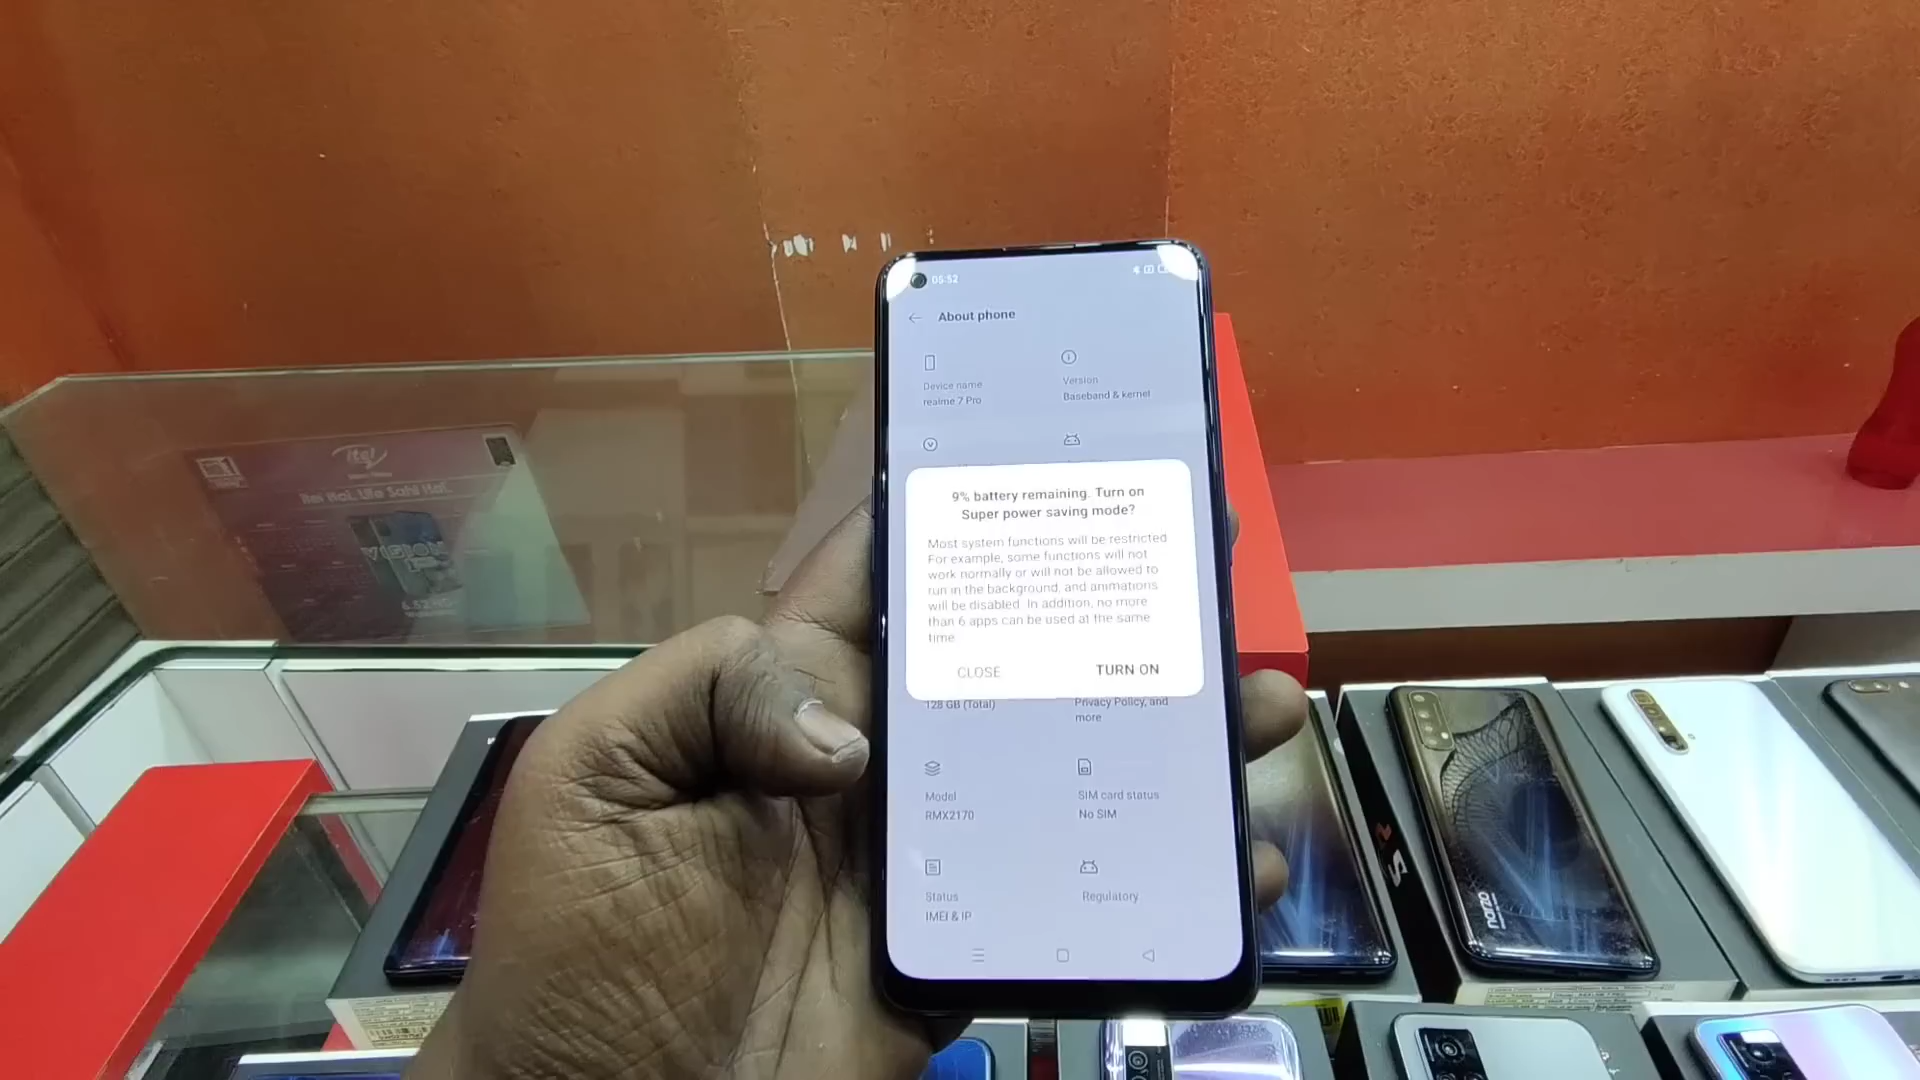 05:52
About phone
Device name
realme 7 Pro
Version
Baseband & kernel
9% battery remaining. Turn on
Super power saving mode?
Most system functions will be restricted
For example, some functions will not
work normally or will not be allowed to
run in the background, and animations
will be disabled. In addition, no more
than 6 apps can be used at the same
time
CLOSE
TURN ON
128 GB (Total)
Privacy Policy, and
more
Model
RMX2170
SIM card status
No SIM
Status
IMEI & IP
Regulatory
itel
Itel Hai. Life Sahi Hai.
VISION
narzo